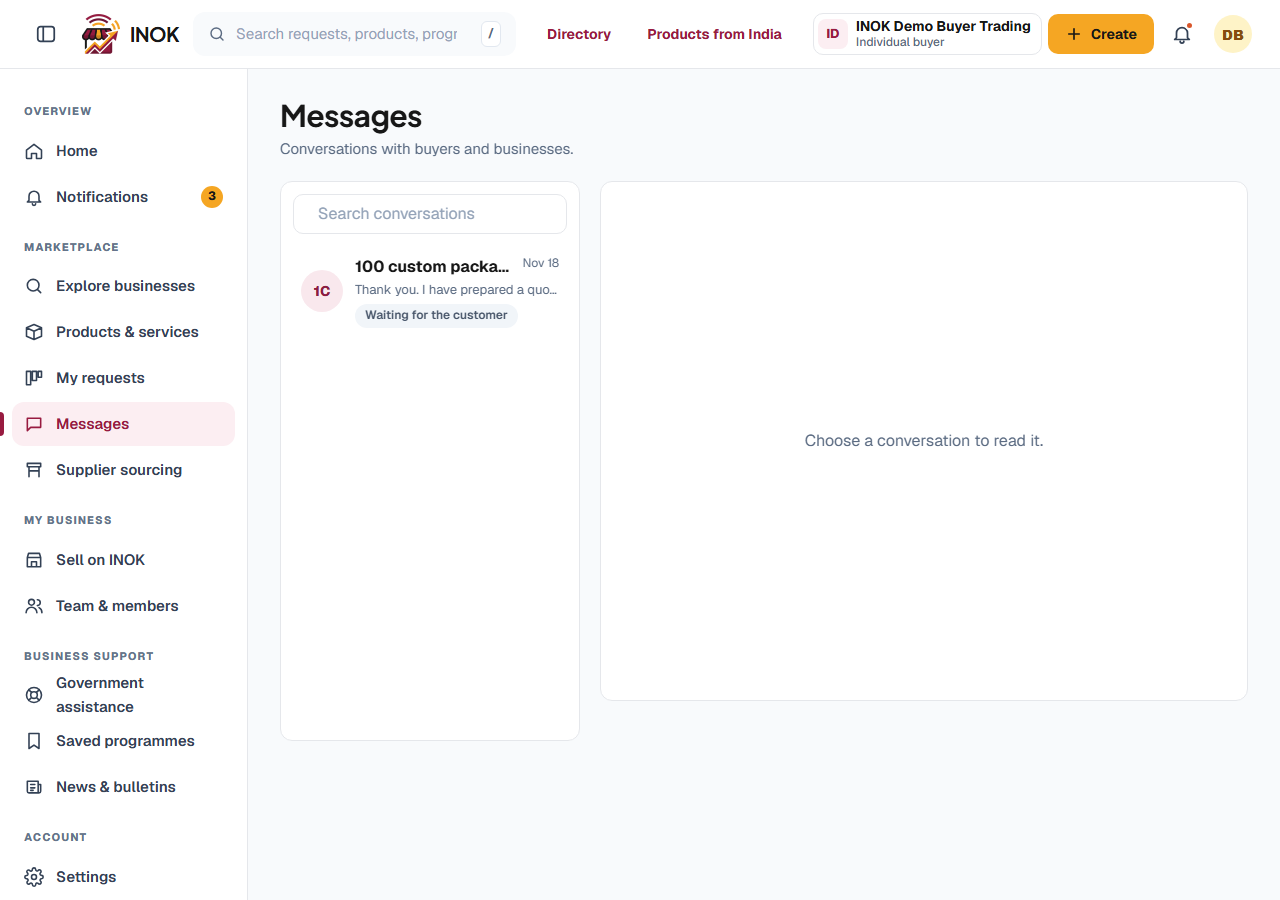 INOK
Search requests, products, progr
/
Directory
Products from India
ID
INOK Demo Buyer Trading
Individual buyer
Create
DB
OVERVIEW
Home
Notifications
3
MARKETPLACE
Explore businesses
Products & services
My requests
Messages
Supplier sourcing
MY BUSINESS
Sell on INOK
Team & members
BUSINESS SUPPORT
Government
assistance
Saved programmes
News & bulletins
ACCOUNT
Settings
Messages
Conversations with buyers and businesses.
Search conversations
1C
100 custom packa...
Nov 18
Thank you. I have prepared a quo...
Waiting for the customer
Choose a conversation to read it.